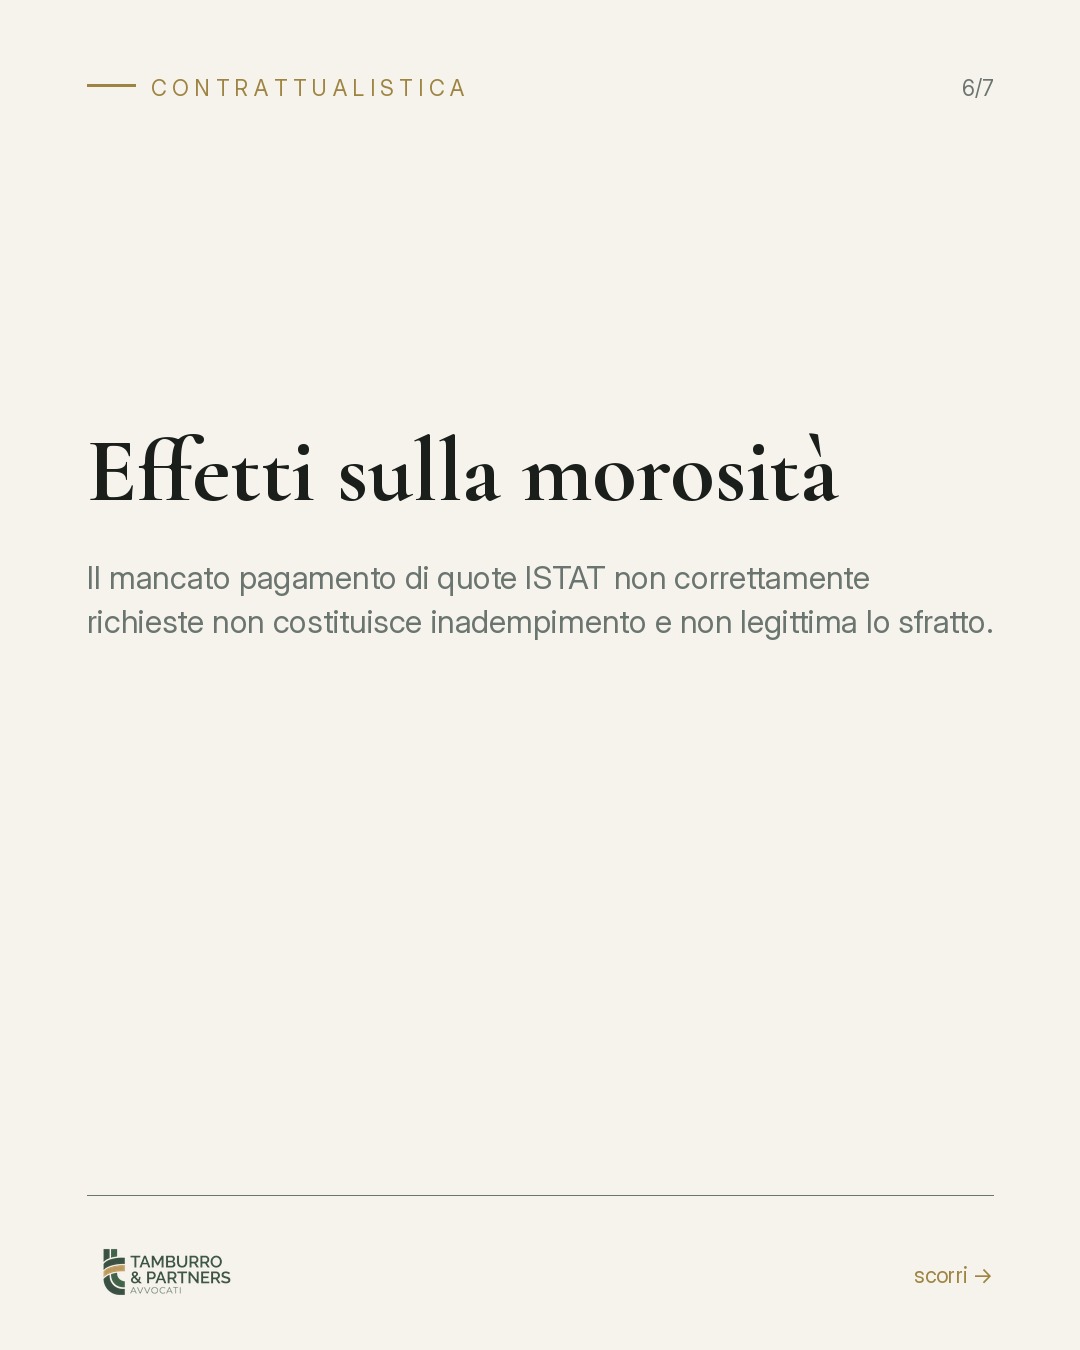 CONTRATTUALISTICA
6/7
Effetti sulla morosità
Il mancato pagamento di quote ISTAT non correttamente
richieste non costituisce inadempimento e non legittima lo sfratto.
TAMBURRO
& PARTNERS
AVVOCATI
scorri →